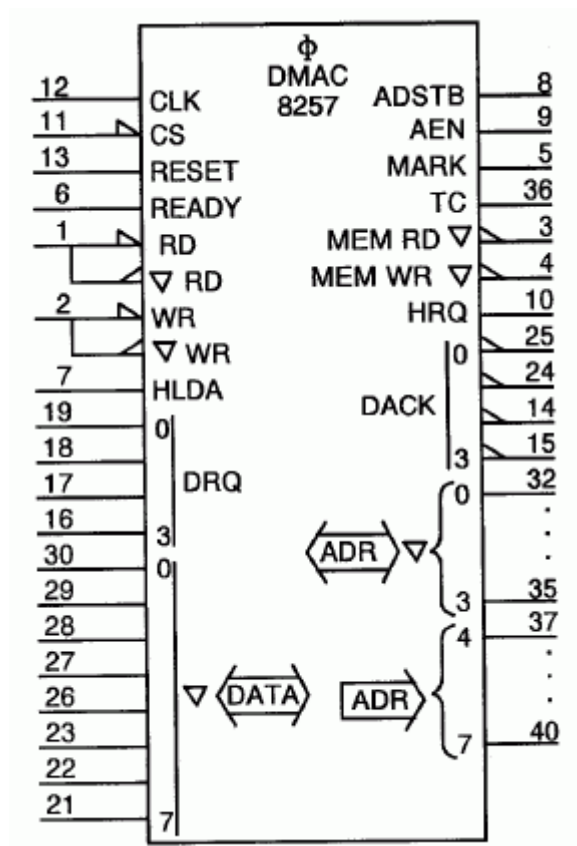 Φ
DMAC
8257
12 CLK
11 CS
13 RESET
6 READY
1 RD
▽ RD
2 WR
▽ WR
7 HLDA
19 0
18
17 DRQ
16 3
30 0
29
28
27
26 ▽ DATA
23
22
21 7
ADSTB 8
AEN 9
MARK 5
TC 36
MEM RD ▽ 3
MEM WR ▽ 4
HRQ 10
0 25
24
DACK 14
3 15
0 32
ADR ▽
3 35
4 37
ADR
7 40